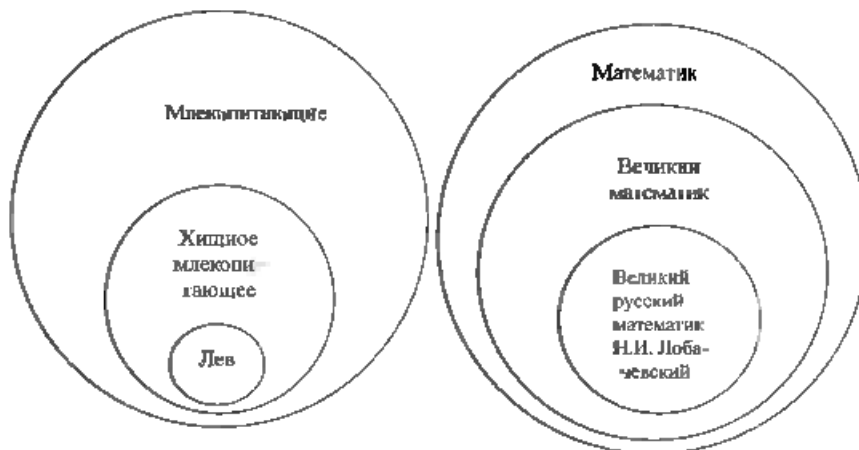 Млекопитающие
Хищное
млекопи-
тающее
Лев
Математик
Великий
математик
Великий
русский
математик
Н.И. Лоба-
чевский